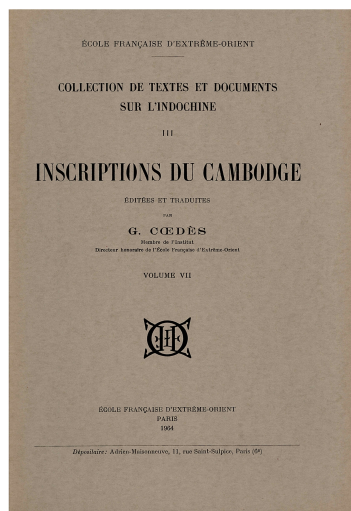 ÉCOLE FRANÇAISE D'EXTRÊME-ORIENT
COLLECTION DE TEXTES ET DOCUMENTS
SUR L'INDOCHINE
III
INSCRIPTIONS DU CAMBODGE
ÉDITÉES ET TRADUITES
PAR
G. CŒDÈS
Membre de l'Institut
Directeur honoraire de l'École Française d'Extrême-Orient
VOLUME VII
ÉCOLE FRANÇAISE D'EXTRÊME-ORIENT
PARIS
1964
Dépositaire: Adrien-Maisonneuve, 11, rue Saint-Sulpice, Paris (6e)